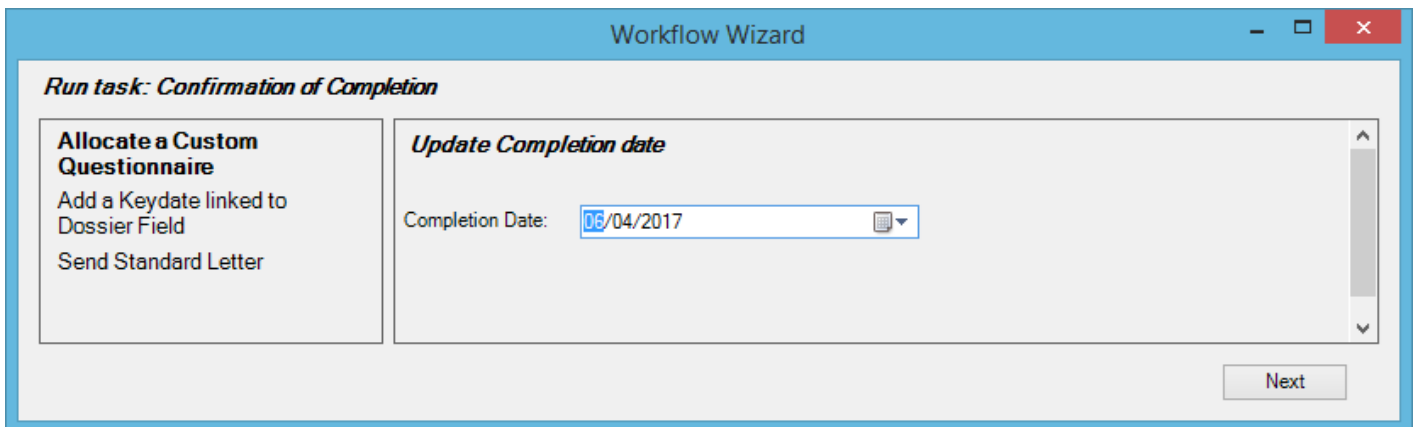 Workflow Wizard
Run task: Confirmation of Completion
Allocate a Custom
Questionnaire
Add a Keydate linked to
Dossier Field
Send Standard Letter
Update Completion date
Completion Date: 06/04/2017
Next